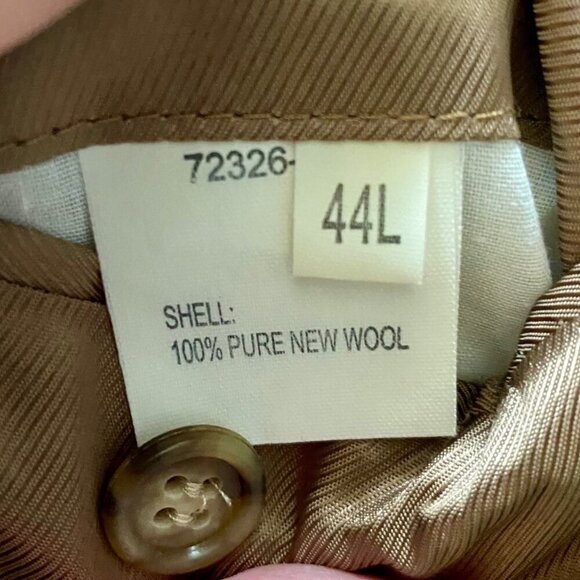 72326-
44L
SHELL:
100% PURE NEW WOOL